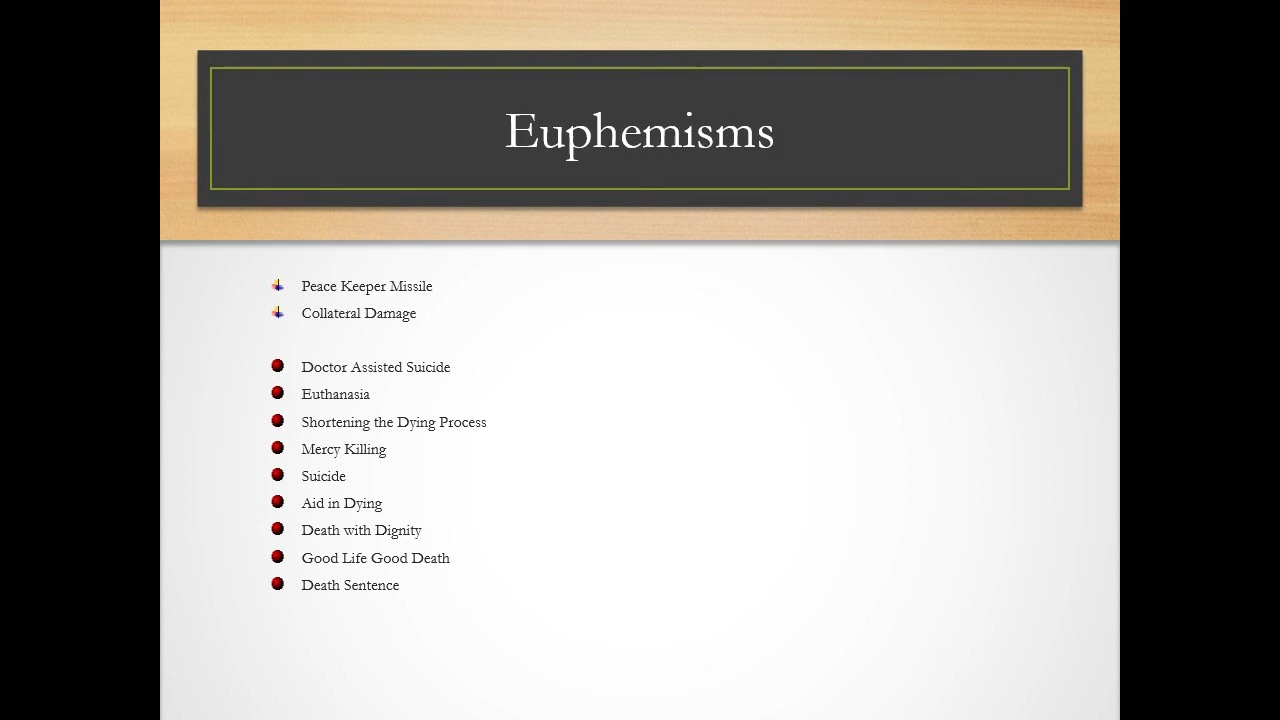 Euphemisms
Peace Keeper Missile
Collateral Damage
Doctor Assisted Suicide
Euthanasia
Shortening the Dying Process
Mercy Killing
Suicide
Aid in Dying
Death with Dignity
Good Life Good Death
Death Sentence